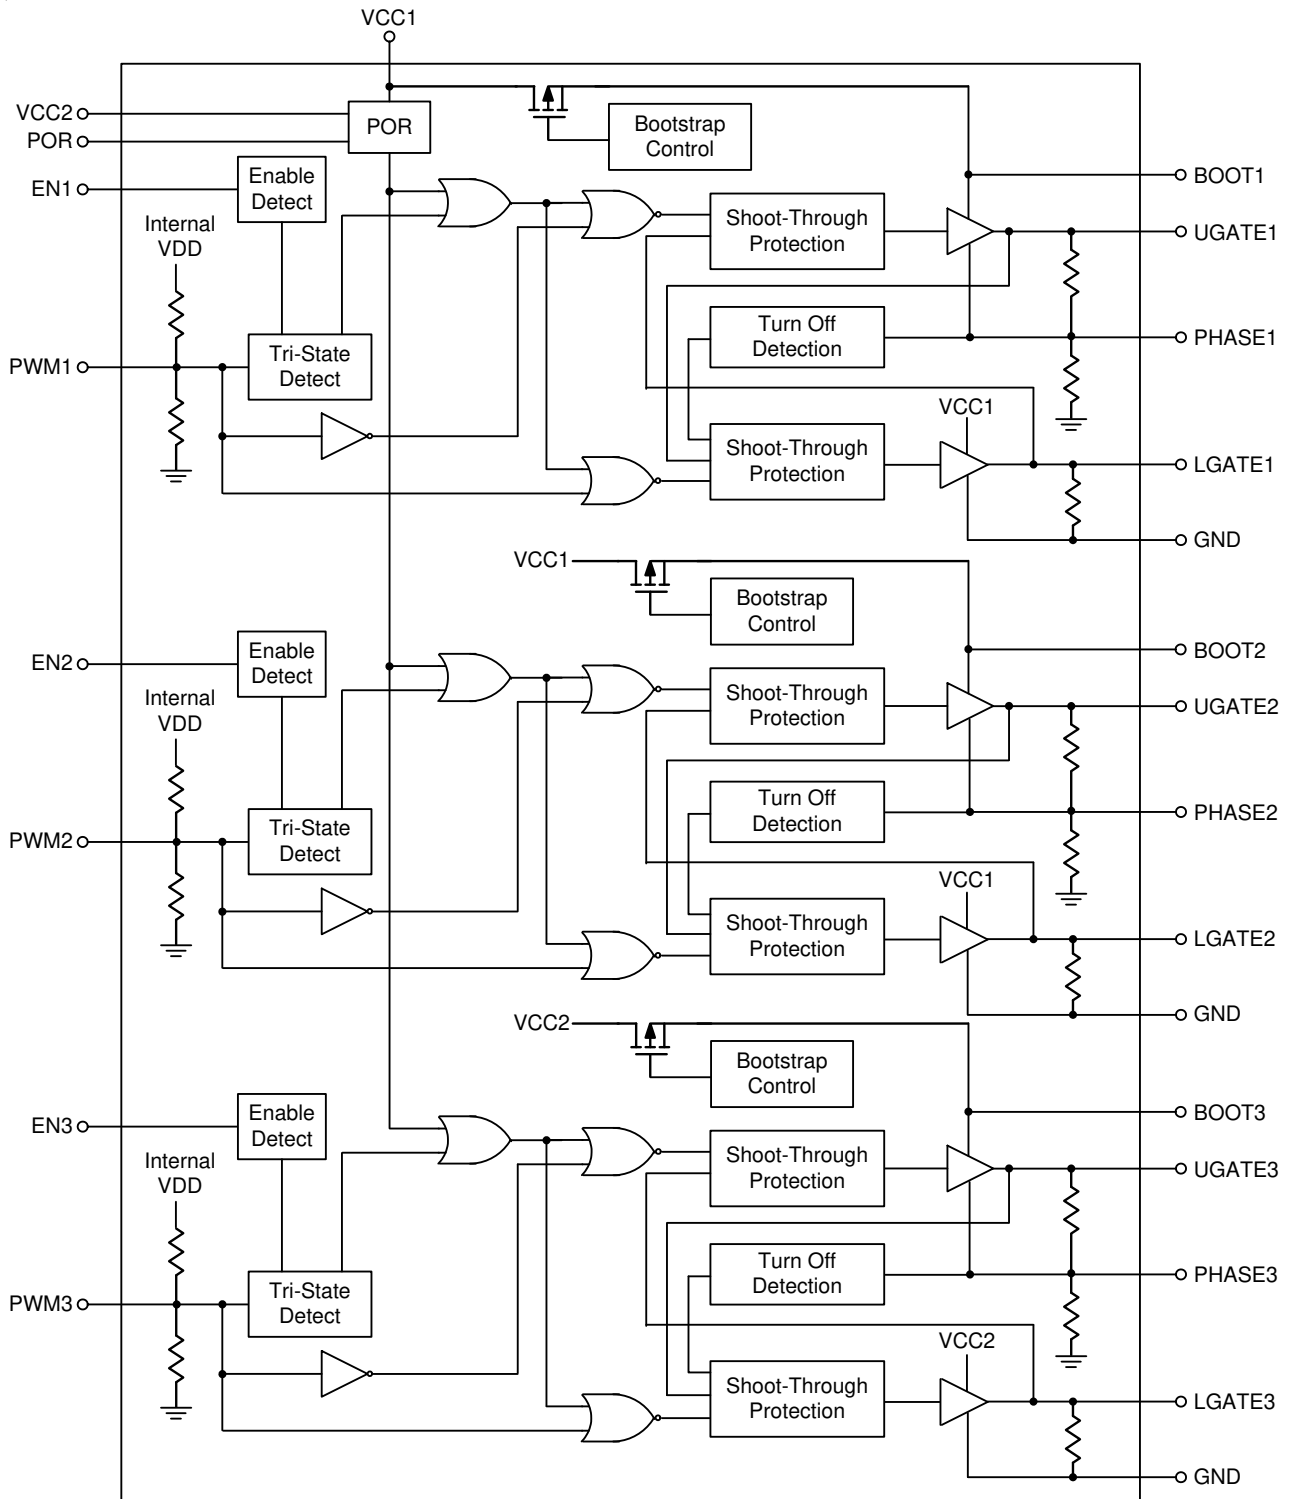 VCC1
VCC2
POR
POR
Bootstrap
Control
EN1
Enable
Detect
BOOT1
Internal
VDD
Shoot-Through
Protection
UGATE1
Turn Off
Detection
PHASE1
PWM1
Tri-State
Detect
VCC1
Shoot-Through
Protection
LGATE1
GND
VCC1
Bootstrap
Control
EN2
Enable
Detect
BOOT2
Internal
VDD
Shoot-Through
Protection
UGATE2
Turn Off
Detection
PHASE2
PWM2
Tri-State
Detect
VCC1
Shoot-Through
Protection
LGATE2
GND
VCC2
Bootstrap
Control
EN3
Enable
Detect
BOOT3
Internal
VDD
Shoot-Through
Protection
UGATE3
Turn Off
Detection
PHASE3
PWM3
Tri-State
Detect
VCC2
Shoot-Through
Protection
LGATE3
GND